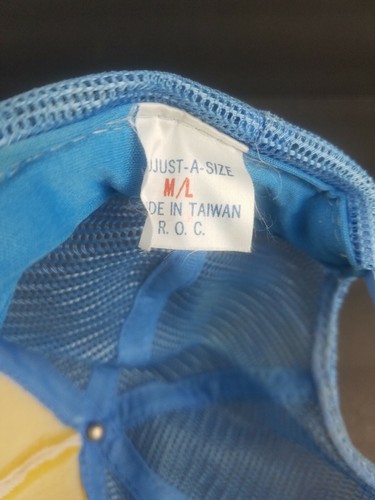 JUST-A-SIZE
M/L
DE IN TAIWAN
R. O. C.